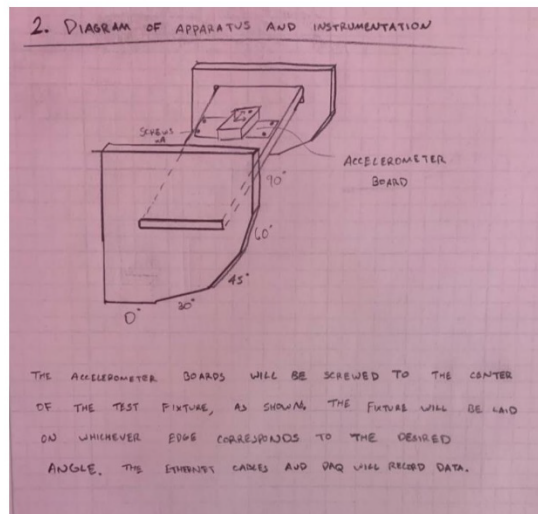 2. DIAGRAM OF APPARATUS AND INSTRUMENTATION
SCREWS
x4
ACCELEROMETER
BOARD
90°
60°
45°
30°
0°
THE ACCELEROMETER BOARDS WILL BE SCREWED TO THE CENTER
OF THE TEST FIXTURE, AS SHOWN. THE FIXTURE WILL BE LAID
ON WHICHEVER EDGE CORRESPONDS TO THE DESIRED
ANGLE. THE ETHERNET CABLES AND DAQ WILL RECORD DATA.